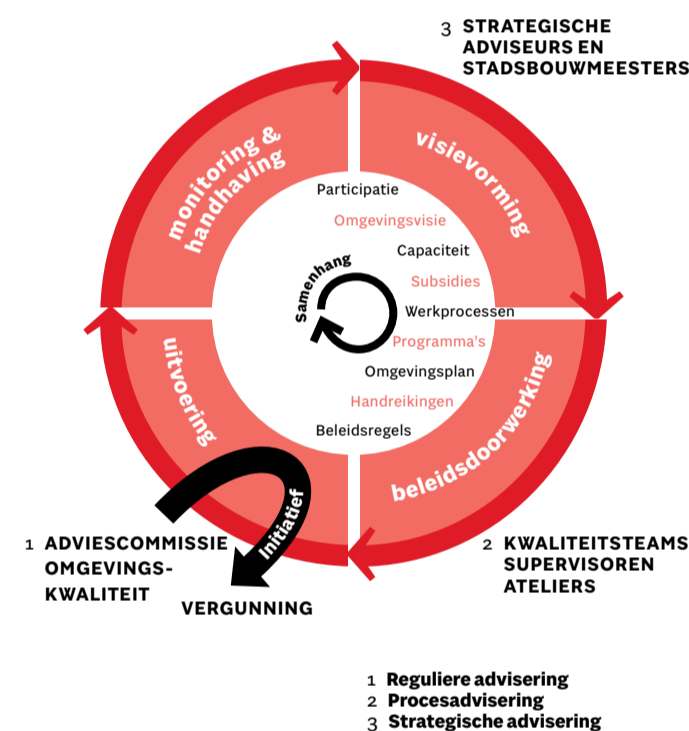 3 STRATEGISCHE
ADVISEURS EN
STADSBOUWMEESTERS
monitoring &
handhaving
visievorming
Participatie
Omgevingsvisie
Capaciteit
Subsidies
Werkprocessen
Programma's
Omgevingsplan
Handreikingen
Beleidsregels
Samenhang
uitvoering
beleidsdoorwerking
Initiatief
1 ADVIESCOMMISSIE
OMGEVINGS-
KWALITEIT
VERGUNNING
2 KWALITEITSTEAMS
SUPERVISOREN
ATELIERS
1 Reguliere advisering
2 Procesadvisering
3 Strategische advisering